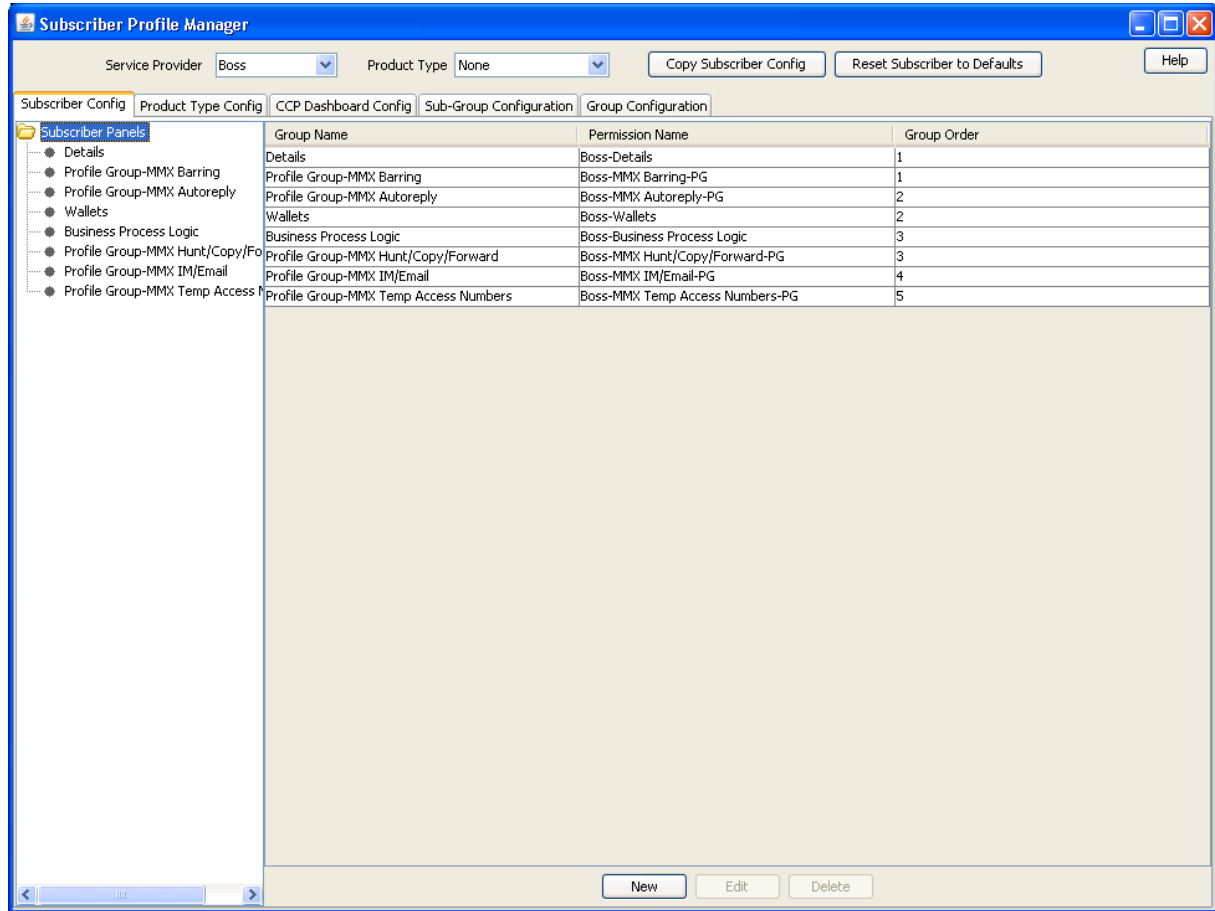 Subscriber Profile Manager
Service Provider Boss Product Type None Copy Subscriber Config Reset Subscriber to Defaults Help
Subscriber Config Product Type Config CCP Dashboard Config Sub-Group Configuration Group Configuration
Subscriber Panels
Details
Profile Group-MMX Barring
Profile Group-MMX Autoreply
Wallets
Business Process Logic
Profile Group-MMX Hunt/Copy/Fo
Profile Group-MMX IM/Email
Profile Group-MMX Temp Access N
Group Name Permission Name Group Order
Details Boss-Details 1
Profile Group-MMX Barring Boss-MMX Barring-PG 1
Profile Group-MMX Autoreply Boss-MMX Autoreply-PG 2
Wallets Boss-Wallets 2
Business Process Logic Boss-Business Process Logic 3
Profile Group-MMX Hunt/Copy/Forward Boss-MMX Hunt/Copy/Forward-PG 3
Profile Group-MMX IM/Email Boss-MMX IM/Email-PG 4
Profile Group-MMX Temp Access Numbers Boss-MMX Temp Access Numbers-PG 5
New Edit Delete